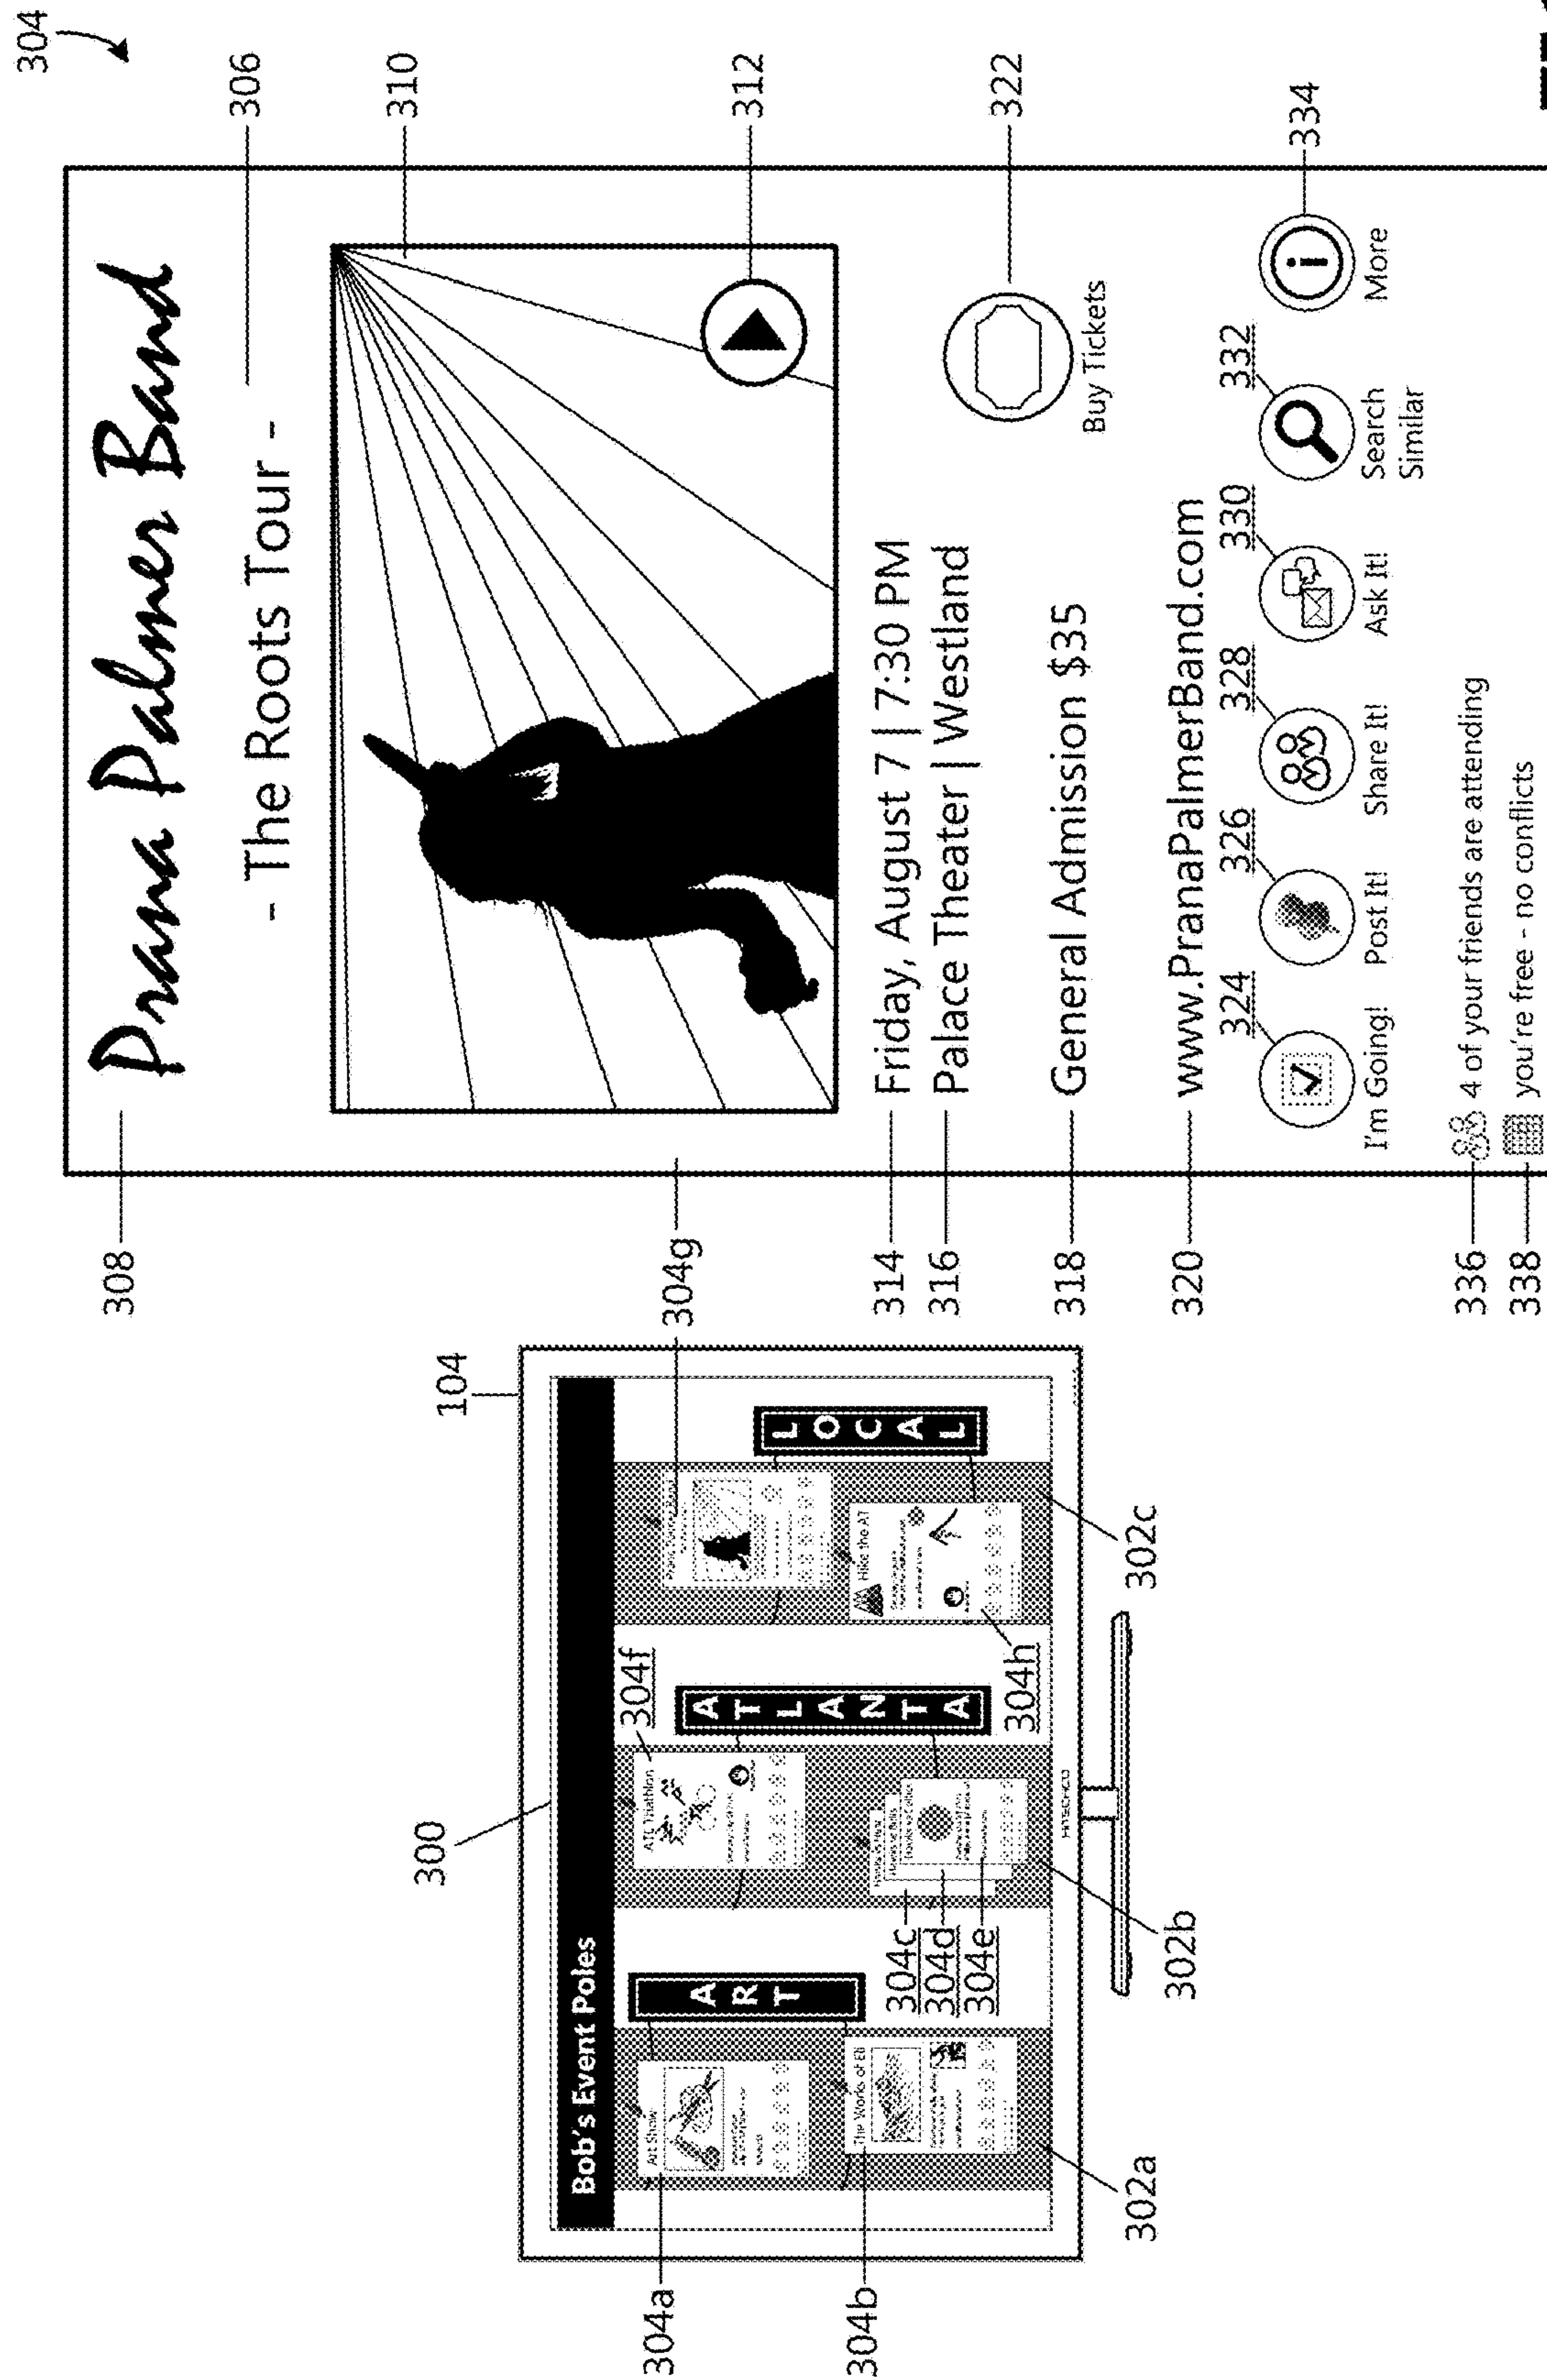 104
300
Bob's Event Poles
ART
ATLANTA
LOCAL
304a
304b
304c
304d
304e
304f
304h
Art Show
The Works of Eli
ATL Triathlon
Hike the AT
302a
302b
302c
304
308
Prana Palmer Band
306
- The Roots Tour -
310
304g
312
314
Friday, August 7 | 7:30 PM
316
Palace Theater | Westland
322
Buy Tickets
318
General Admission $35
320
www.PranaPalmerBand.com
324
326
328
330
332
334
I'm Going!
Post It!
Share It!
Ask It!
Search
Similar
More
336
4 of your friends are attending
338
you're free - no conflicts